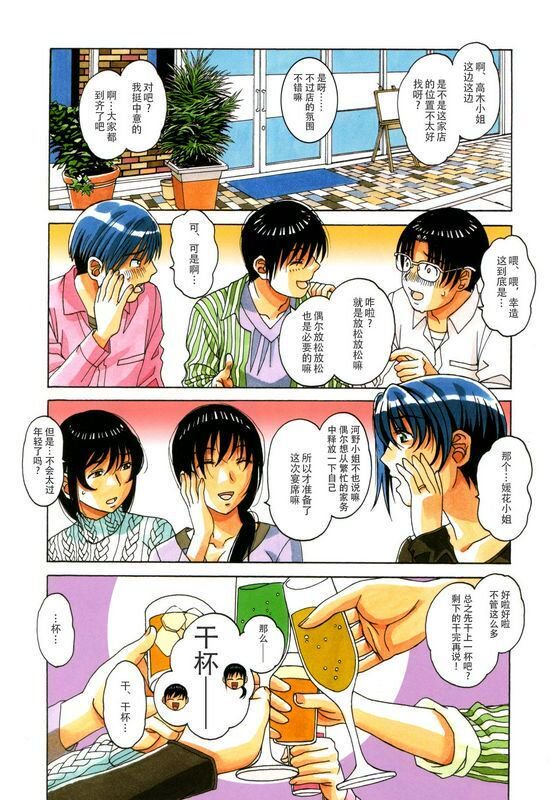 啊、高木小姐
这边这边
是不是这家店
的位置不太好
找呀?
是呀…
不过店的氛围
不错嘛
对吧?
我挺中意的
啊…大家都
到齐了吧
喂、喂,幸造
这到底是…
咋啦?
就是放松放松嘛
偶尔放松放松
也是必要的嘛
可、可是啊…
那个…媛花小姐
河野小姐不也说嘛
偶尔想从繁忙的家务
中释放一下自己
所以才准备了
这次宴席嘛
但是…不会太过
年轻了吗?
好啦好啦
不管这么多
总之先干上一杯吧?
剩下的干完再说!
那么——
干杯——
…杯…
干、干杯…